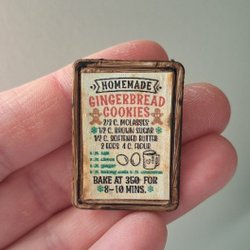 HOMEMADE
GINGERBREAD
COOKIES
2/3 C. MOLASSES
1/2 C. BROWN SUGAR
1/2 C. SOFTENED BUTTER
2 EGGS 4 C. FLOUR
BAKE AT 350 FOR
8-10 MINS.